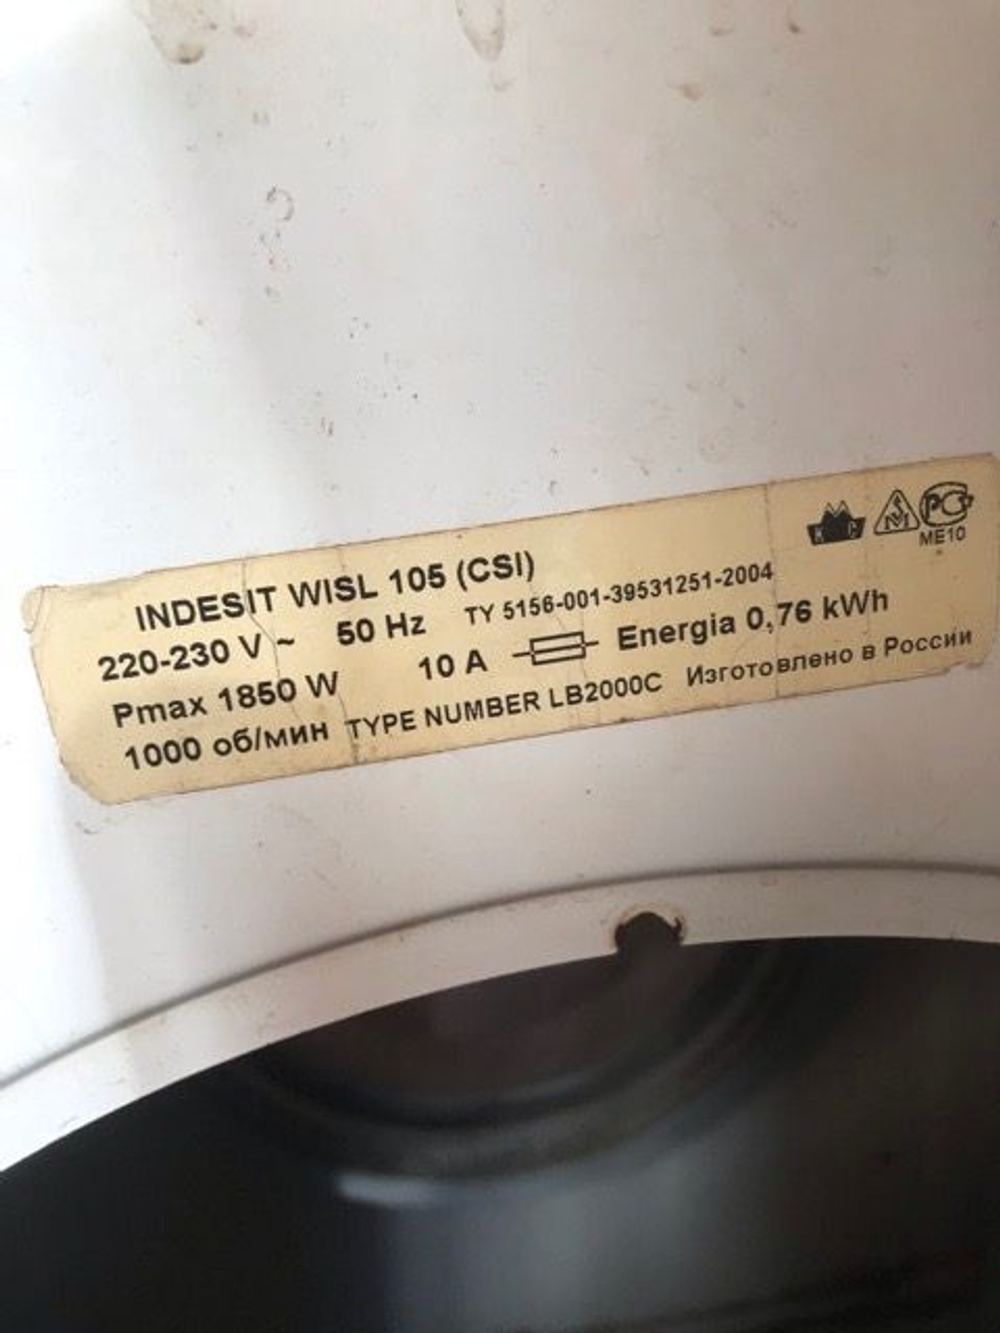 INDESIT WISL 105 (CSI)
220-230 V ~ 50 Hz ТУ 5156-001-39531251-2004
Pmax 1850 W 10 A Energia 0,76 kWh
1000 об/мин TYPE NUMBER LB2000C Изготовлено в России
РС
ME10